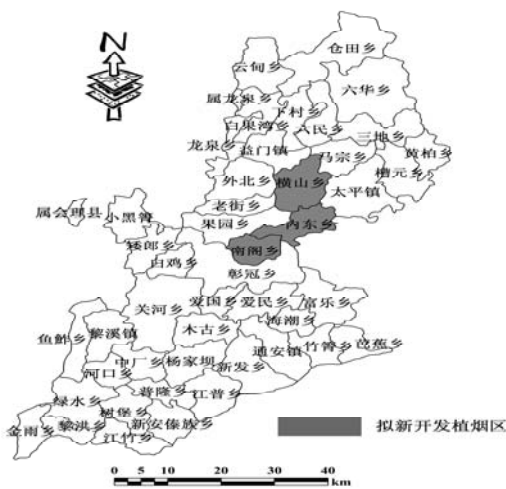 N
仓田乡
云甸乡
六华乡
属龙泉乡
下村乡
白果湾乡
六民乡
三地乡
龙泉乡
益门镇
马宗乡
黄柏乡
外北乡
横山乡
槽元乡
太平镇
属会理县
小黑箐
老街乡
果园乡
内东乡
矮郎乡
南阁乡
白鸡乡
彰冠乡
关河乡
爱国乡
爱民乡
富乐乡
鱼鲊乡
黎溪镇
木古乡
海潮乡
中厂乡
杨家坝
通安镇
竹箐乡
芭蕉乡
河口乡
新发乡
普隆乡
江普乡
绿水乡
树堡乡
金雨乡
黎洪乡
新安傣族乡
江竹乡
拟新开发植烟区
0 5 10 20 30 40
km